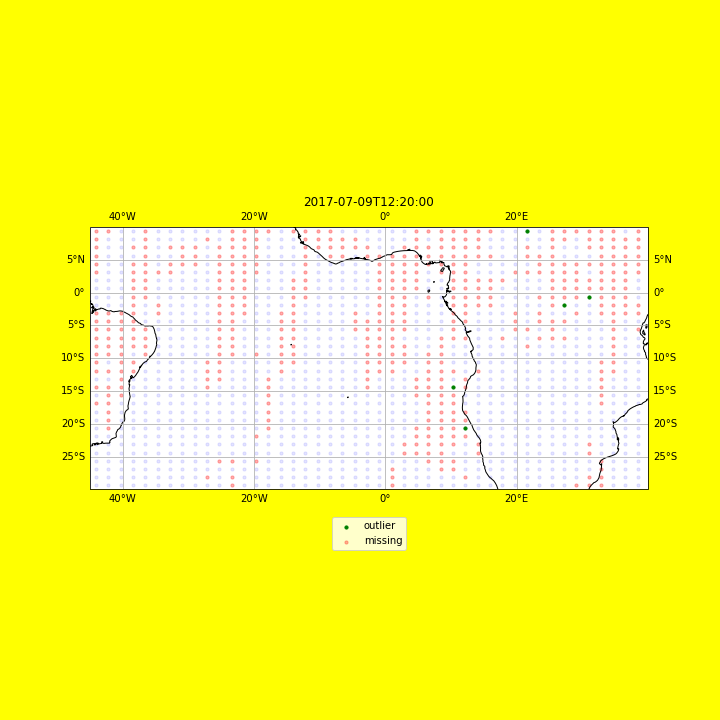 2017-07-09T12:20:00
40°W 20°W 0° 20°E
5°N 5°N
0° 0°
5°S 5°S
10°S 10°S
15°S 15°S
20°S 20°S
25°S 25°S
40°W 20°W 0° 20°E
outlier
missing